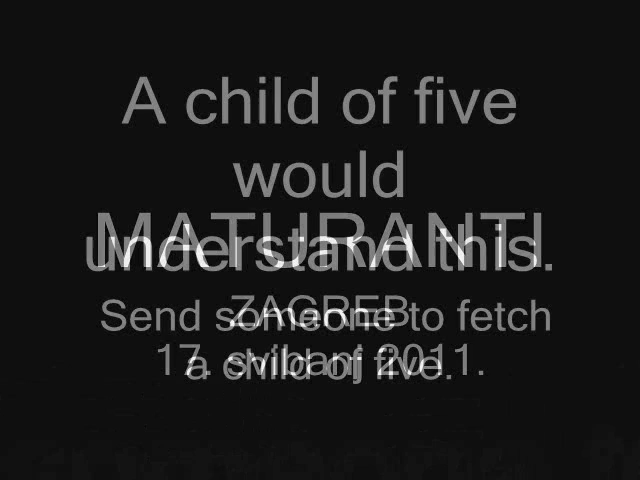 A child of five
would
understand this.
MATURANTI
Send someone to fetch
a child of five.
ZAGREB
17. svibanj 2011.